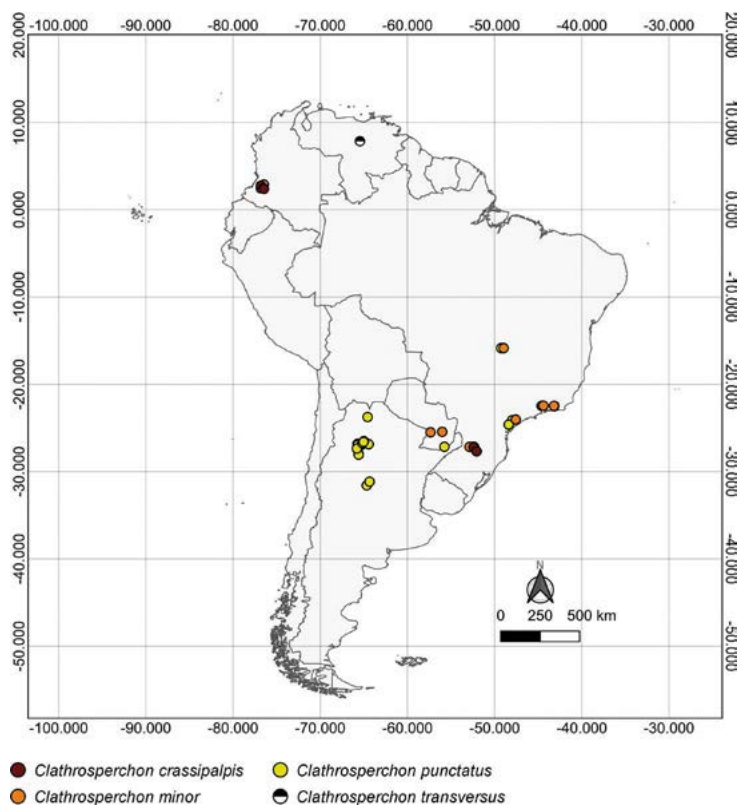 -100.000 -90.000 -80.000 -70.000 -60.000 -50.000 -40.000 -30.000
20.000 20.000
10.000 10.000
0.000 0.000
-10.000 -10.000
-20.000 -20.000
-30.000 -30.000
-40.000 -40.000
N
0 250 500 km
-50.000 -50.000
-100.000 -90.000 -80.000 -70.000 -60.000 -50.000 -40.000 -30.000
Clathrosperchon crassipalpis Clathrosperchon punctatus
Clathrosperchon minor Clathrosperchon transversus